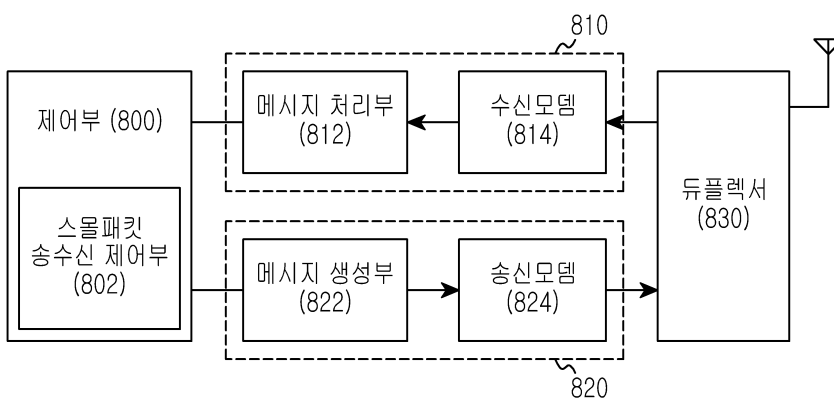 810
제어부 (800)
메시지 처리부
(812)
수신모뎀
(814)
듀플렉서
(830)
스몰패킷
송수신 제어부
(802)
메시지 생성부
(822)
송신모뎀
(824)
820